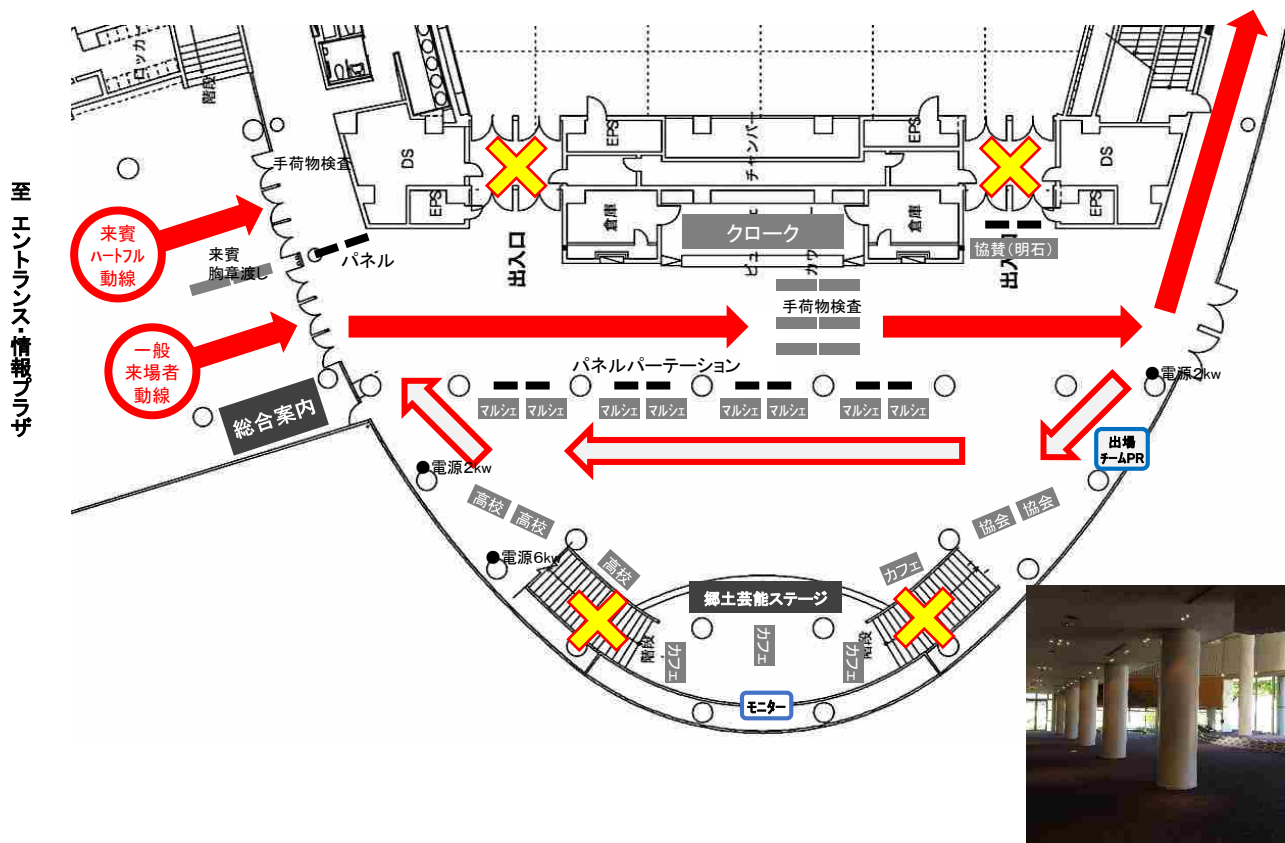 至 エントランス・情報プラザ
ロッカ
階段
手荷物検査
DS
EPS
EPS
チャンバー
EPS
DS
EPS
来賓
ハートフル
動線
来賓
胸章渡し
パネル
出入口
倉庫
クローク
倉庫
協賛(明石)
出入口
手荷物検査
一般
来場者
動線
パネルパーテーション
総合案内
マルシェ
マルシェ
マルシェ
マルシェ
マルシェ
マルシェ
マルシェ
マルシェ
電源2kw
出場
チームPR
電源2kw
高校
高校
協会
協会
電源6kw
高校
カフェ
郷土芸能ステージ
階段
カフェ
カフェ
カフェ
階段
モニター